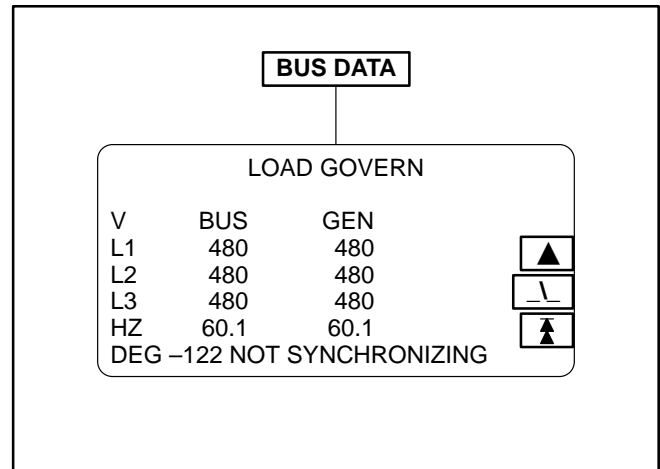 BUS DATA
LOAD GOVERN
V BUS GEN
L1 480 480
L2 480 480
L3 480 480
HZ 60.1 60.1
DEG –122 NOT SYNCHRONIZING